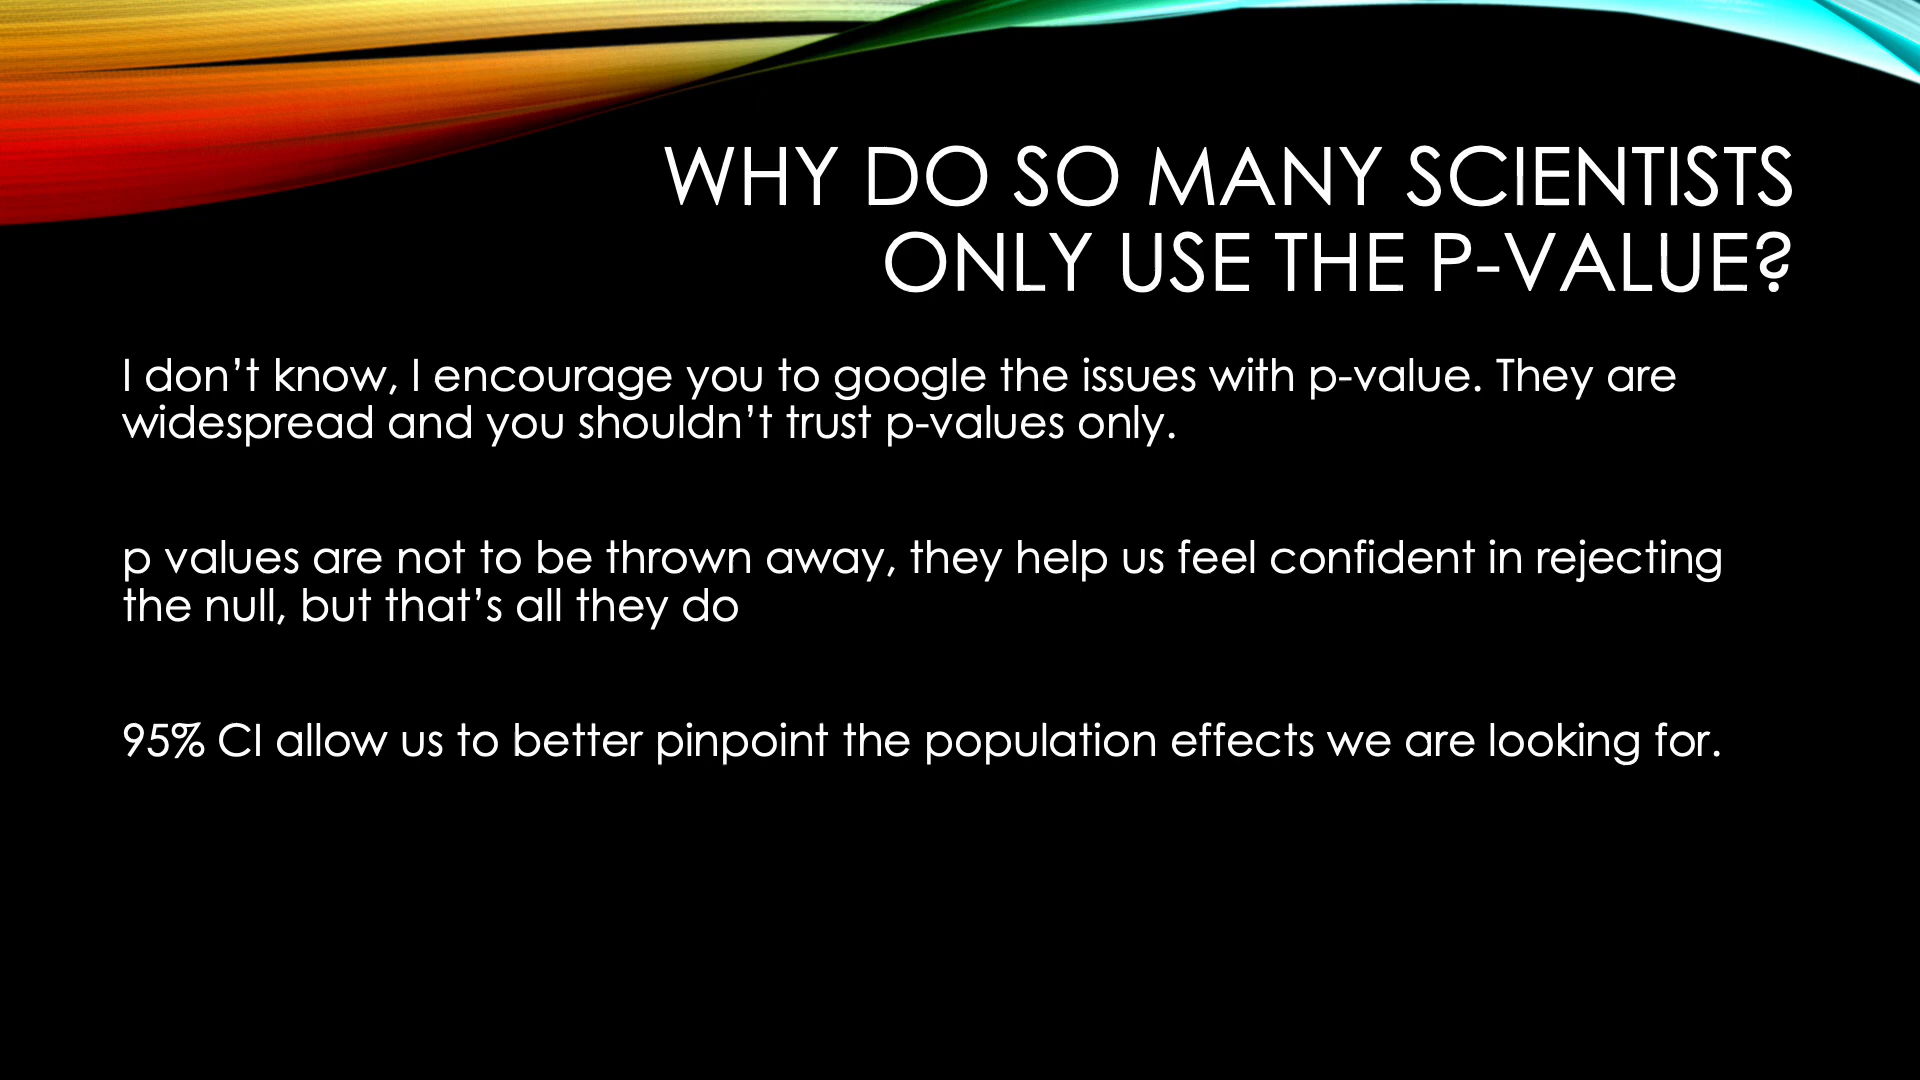 WHY DO SO MANY SCIENTISTS
ONLY USE THE P-VALUE?
I don’t know, I encourage you to google the issues with p-value. They are
widespread and you shouldn’t trust p-values only.
p values are not to be thrown away, they help us feel confident in rejecting
the null, but that’s all they do
95% CI allow us to better pinpoint the population effects we are looking for.